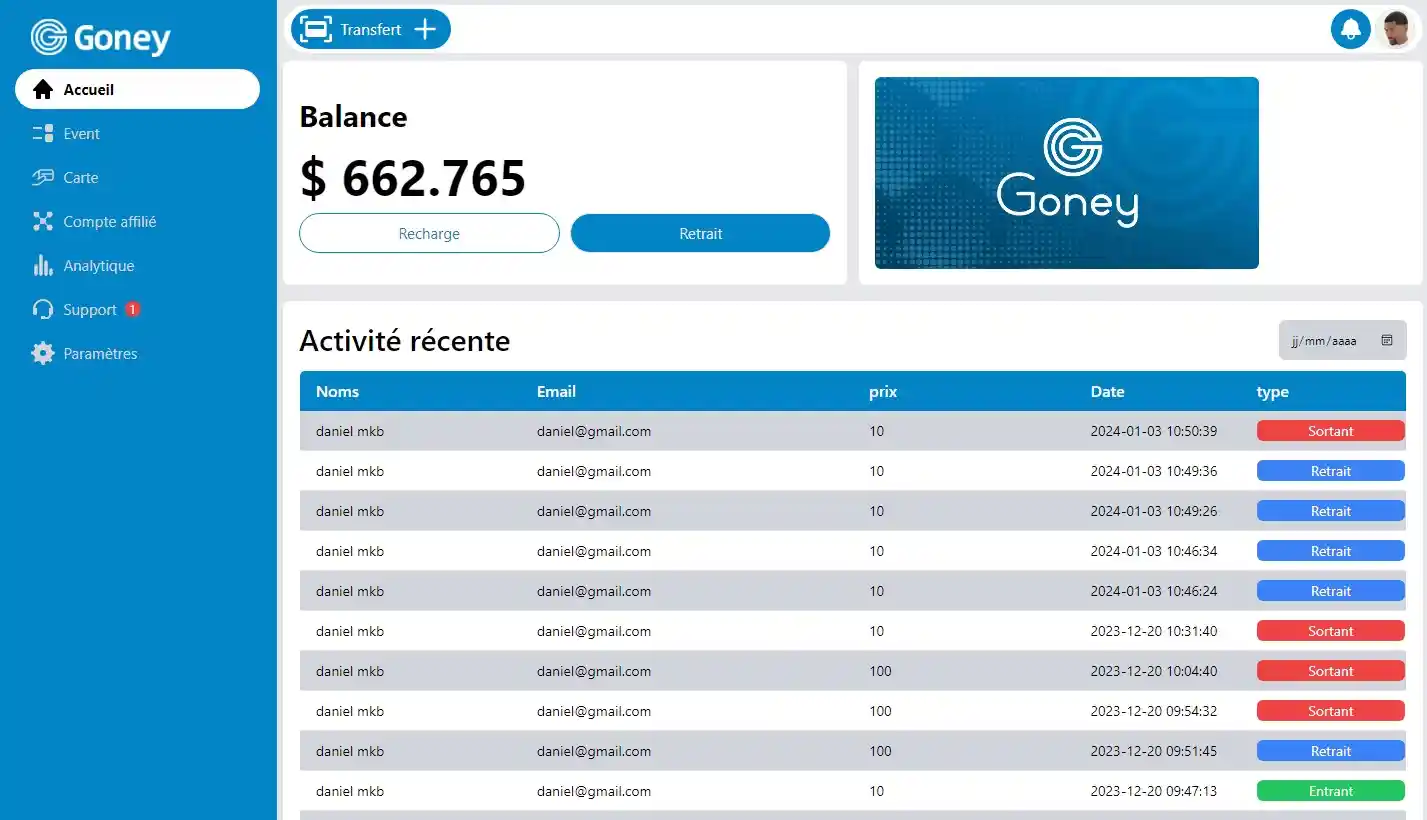 Goney
Accueil
Event
Carte
Compte affilié
Analytique
Support 1
Paramètres
Transfert
Balance
$ 662.765
Recharge Retrait
Goney
Activité récente
jj/mm/aaaa
Noms Email prix Date type
daniel mkb daniel@gmail.com 10 2024-01-03 10:50:39 Sortant
daniel mkb daniel@gmail.com 10 2024-01-03 10:49:36 Retrait
daniel mkb daniel@gmail.com 10 2024-01-03 10:49:26 Retrait
daniel mkb daniel@gmail.com 10 2024-01-03 10:46:34 Retrait
daniel mkb daniel@gmail.com 10 2024-01-03 10:46:24 Retrait
daniel mkb daniel@gmail.com 10 2023-12-20 10:31:40 Sortant
daniel mkb daniel@gmail.com 100 2023-12-20 10:04:40 Sortant
daniel mkb daniel@gmail.com 100 2023-12-20 09:54:32 Sortant
daniel mkb daniel@gmail.com 100 2023-12-20 09:51:45 Retrait
daniel mkb daniel@gmail.com 10 2023-12-20 09:47:13 Entrant